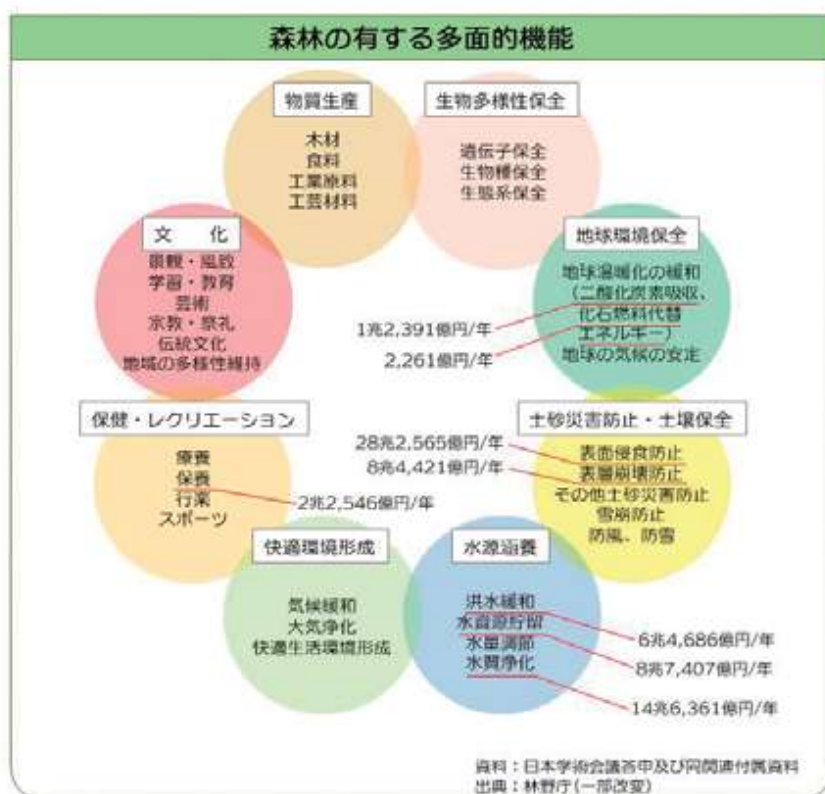 森林の有する多面的機能
物質生産
木材
食料
工業原料
工芸材料
生物多様性保全
遺伝子保全
生物種保全
生態系保全
文 化
景観・風致
学習・教育
芸術
宗教・祭礼
伝統文化
地域の多様性維持
地球環境保全
地球温暖化の緩和
(二酸化炭素吸収、
化石燃料代替
エネルギー)
地球の気候の安定
1兆2,391億円/年
2,261億円/年
保健・レクリエーション
療養
保養
行楽
スポーツ
2兆2,546億円/年
土砂災害防止・土壌保全
28兆2,565億円/年
8兆4,421億円/年
表面侵食防止
表層崩壊防止
その他土砂災害防止
雪崩防止
防風、防雪
快適環境形成
気候緩和
大気浄化
快適生活環境形成
水源涵養
洪水緩和
水資源貯留
水量調節
水質浄化
6兆4,686億円/年
8兆7,407億円/年
14兆6,361億円/年
資料:日本学術会議答申及び同関連付属資料
出典:林野庁(一部改変)